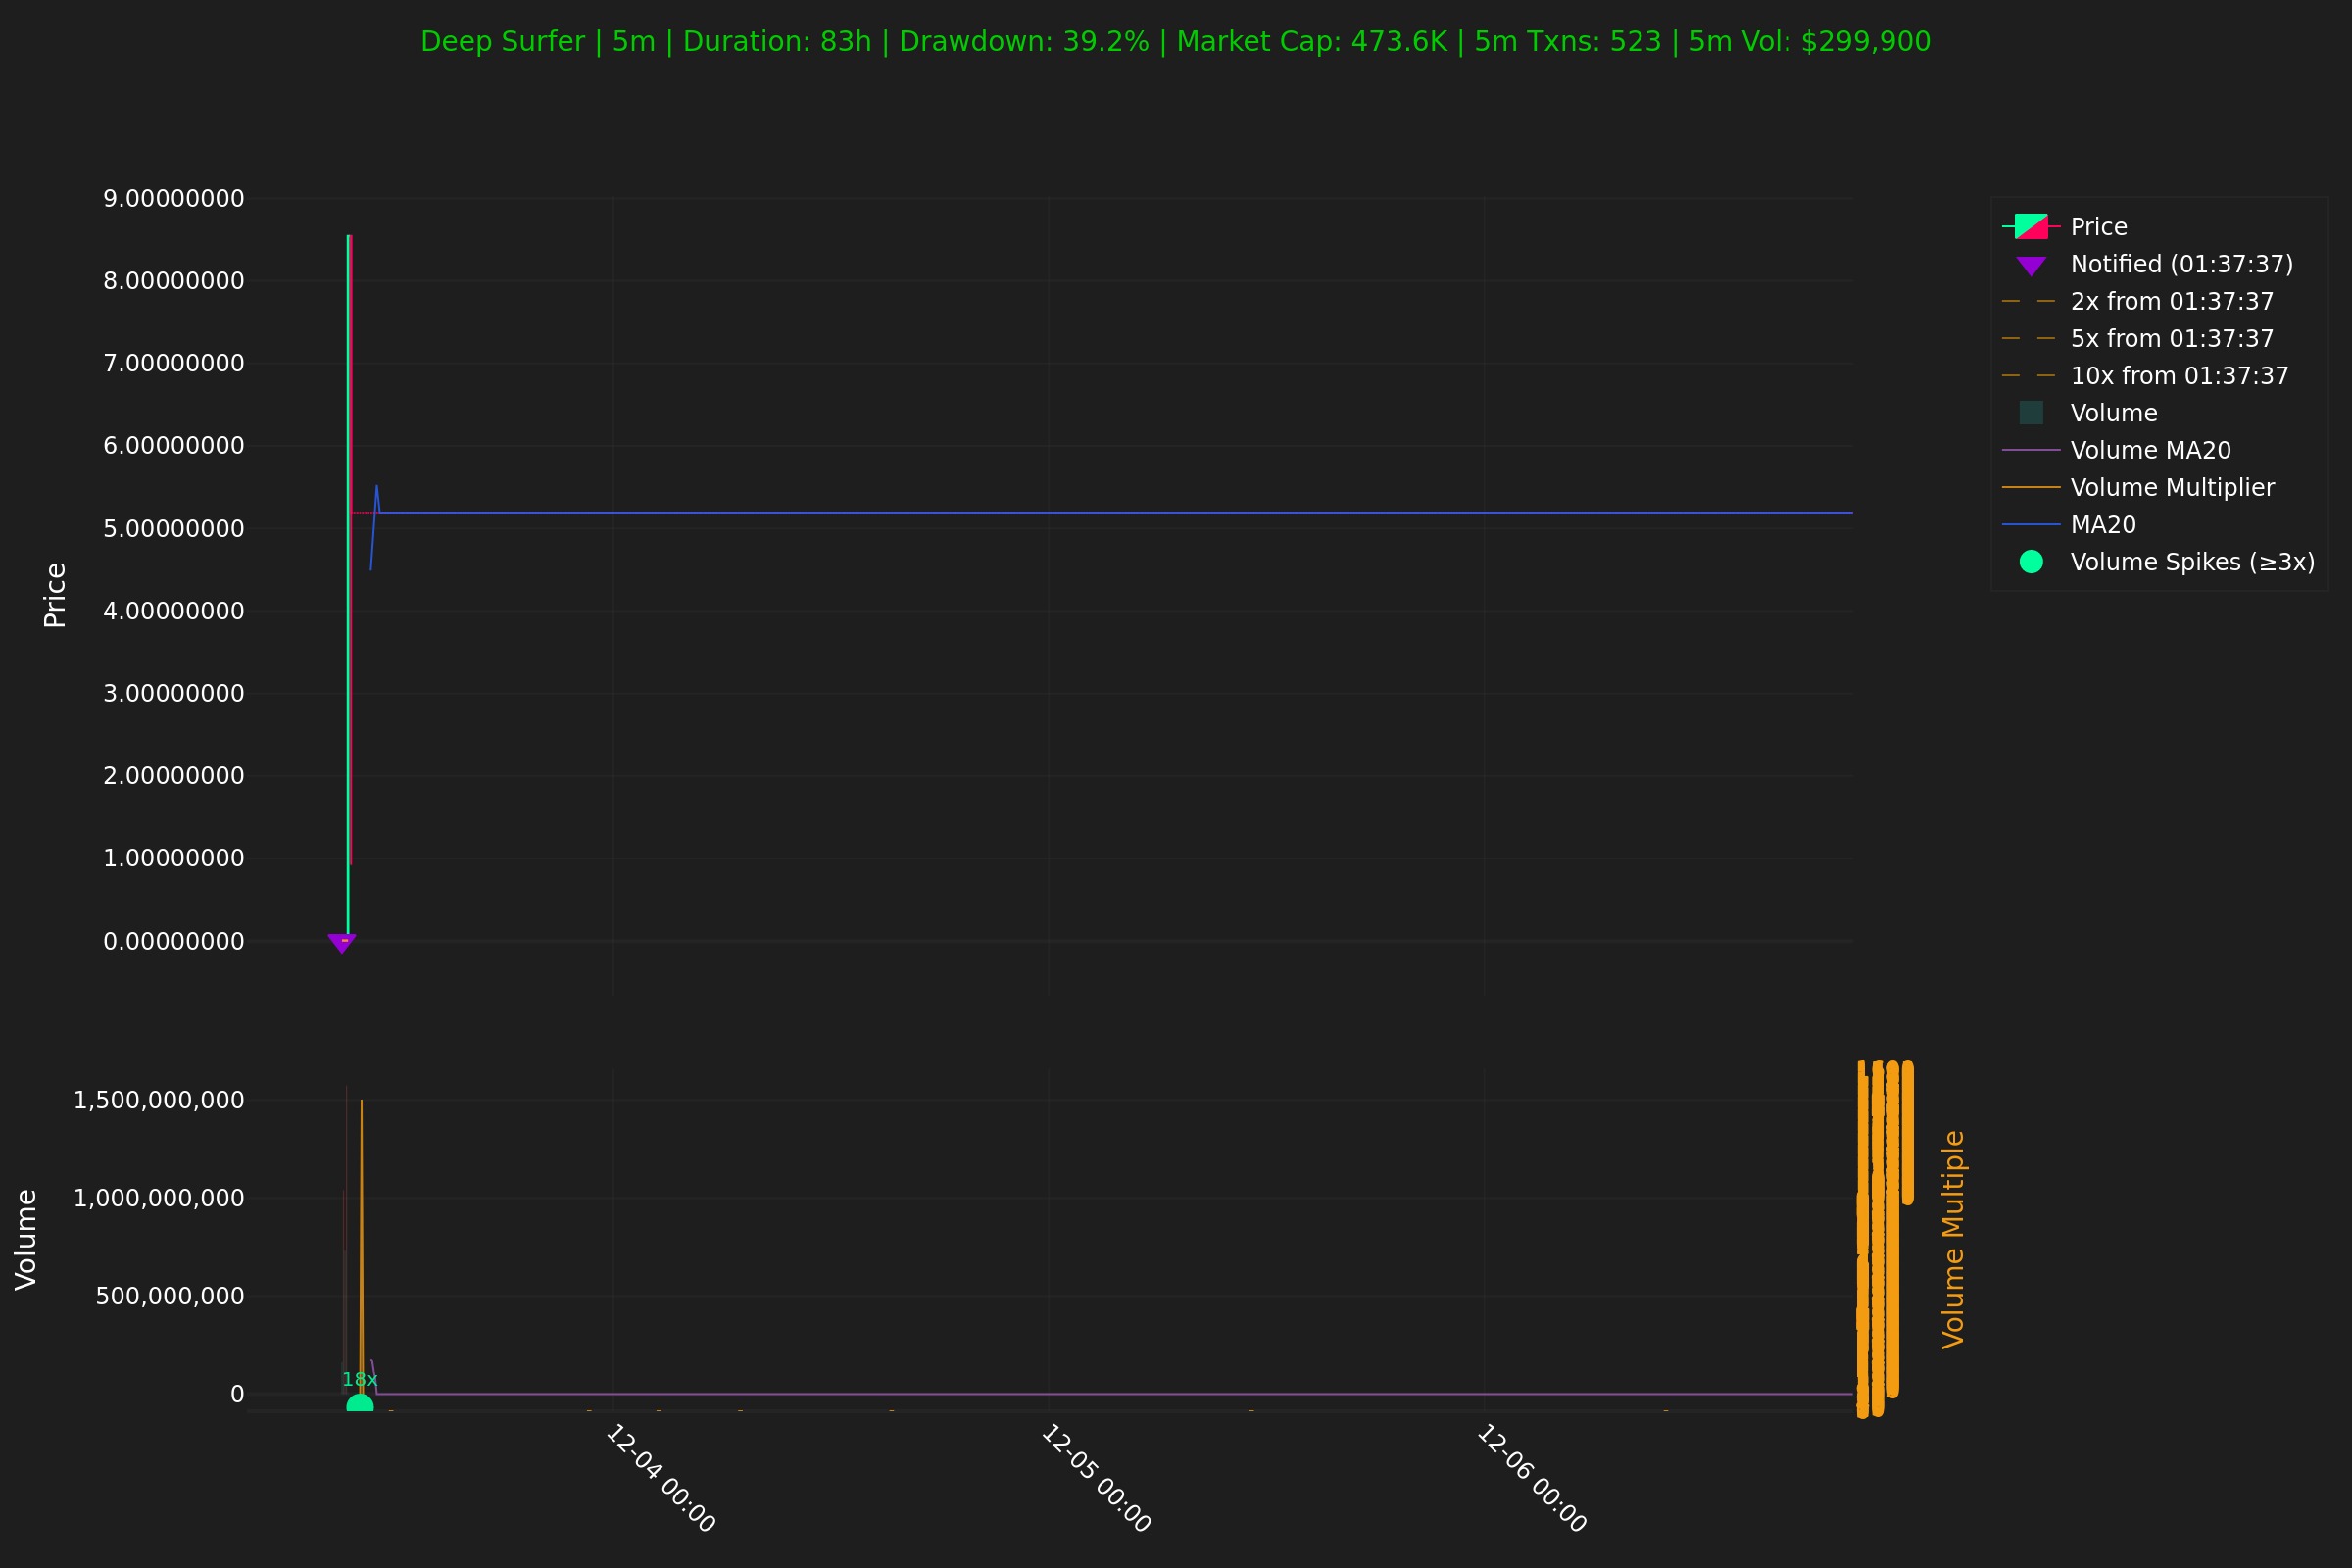 Deep Surfer | 5m | Duration: 83h | Drawdown: 39.2% | Market Cap: 473.6K | 5m Txns: 523 | 5m Vol: $299,900
9.00000000
8.00000000
7.00000000
6.00000000
5.00000000
4.00000000
3.00000000
2.00000000
1.00000000
0.00000000
Price
Price
Notified (01:37:37)
2x from 01:37:37
5x from 01:37:37
10x from 01:37:37
Volume
Volume MA20
Volume Multiplier
MA20
Volume Spikes (≥3x)
1,500,000,000
1,000,000,000
500,000,000
0
Volume
18x
Volume Multiple
12-04 00:00
12-05 00:00
12-06 00:00